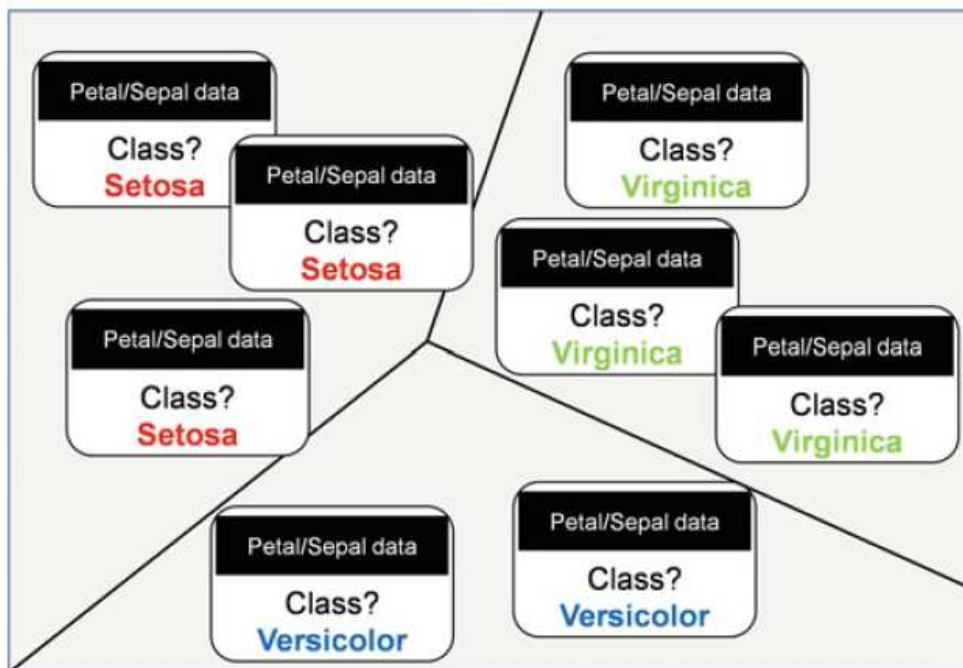 Petal/Sepal data
Class?
Setosa
Petal/Sepal data
Class?
Setosa
Petal/Sepal data
Class?
Setosa
Petal/Sepal data
Class?
Virginica
Petal/Sepal data
Class?
Virginica
Petal/Sepal data
Class?
Virginica
Petal/Sepal data
Class?
Versicolor
Petal/Sepal data
Class?
Versicolor